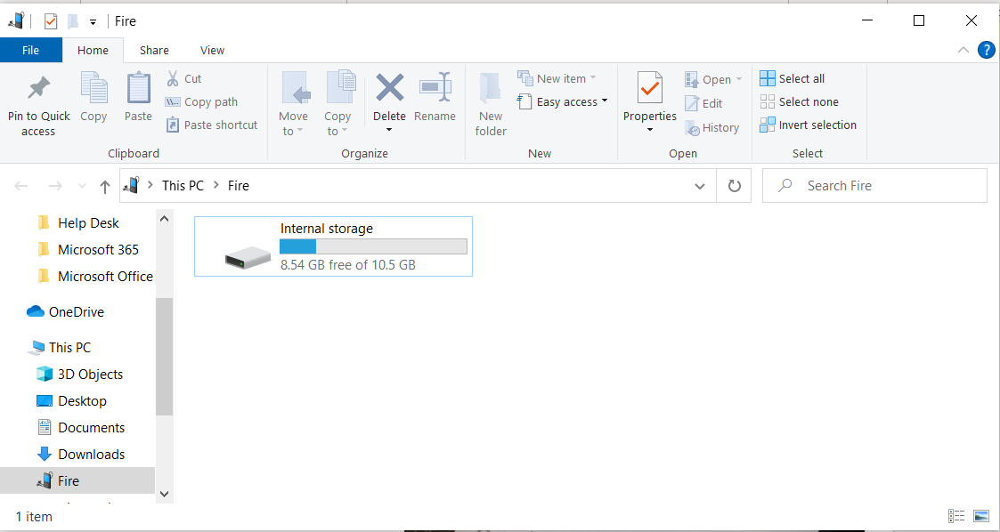 Fire
File
Home
Share
View
?
Pin to Quick
access
Copy
Paste
Cut
Copy path
Paste shortcut
Clipboard
Move
to
Copy
to
Delete
Rename
Organize
New
folder
New item
Easy access
New
Properties
Open
Edit
History
Open
Select all
Select none
Invert selection
Select
This PC
Fire
Search Fire
Help Desk
Microsoft 365
Microsoft Office
OneDrive
This PC
3D Objects
Desktop
Documents
Downloads
Fire
Internal storage
8.54 GB free of 10.5 GB
1 item